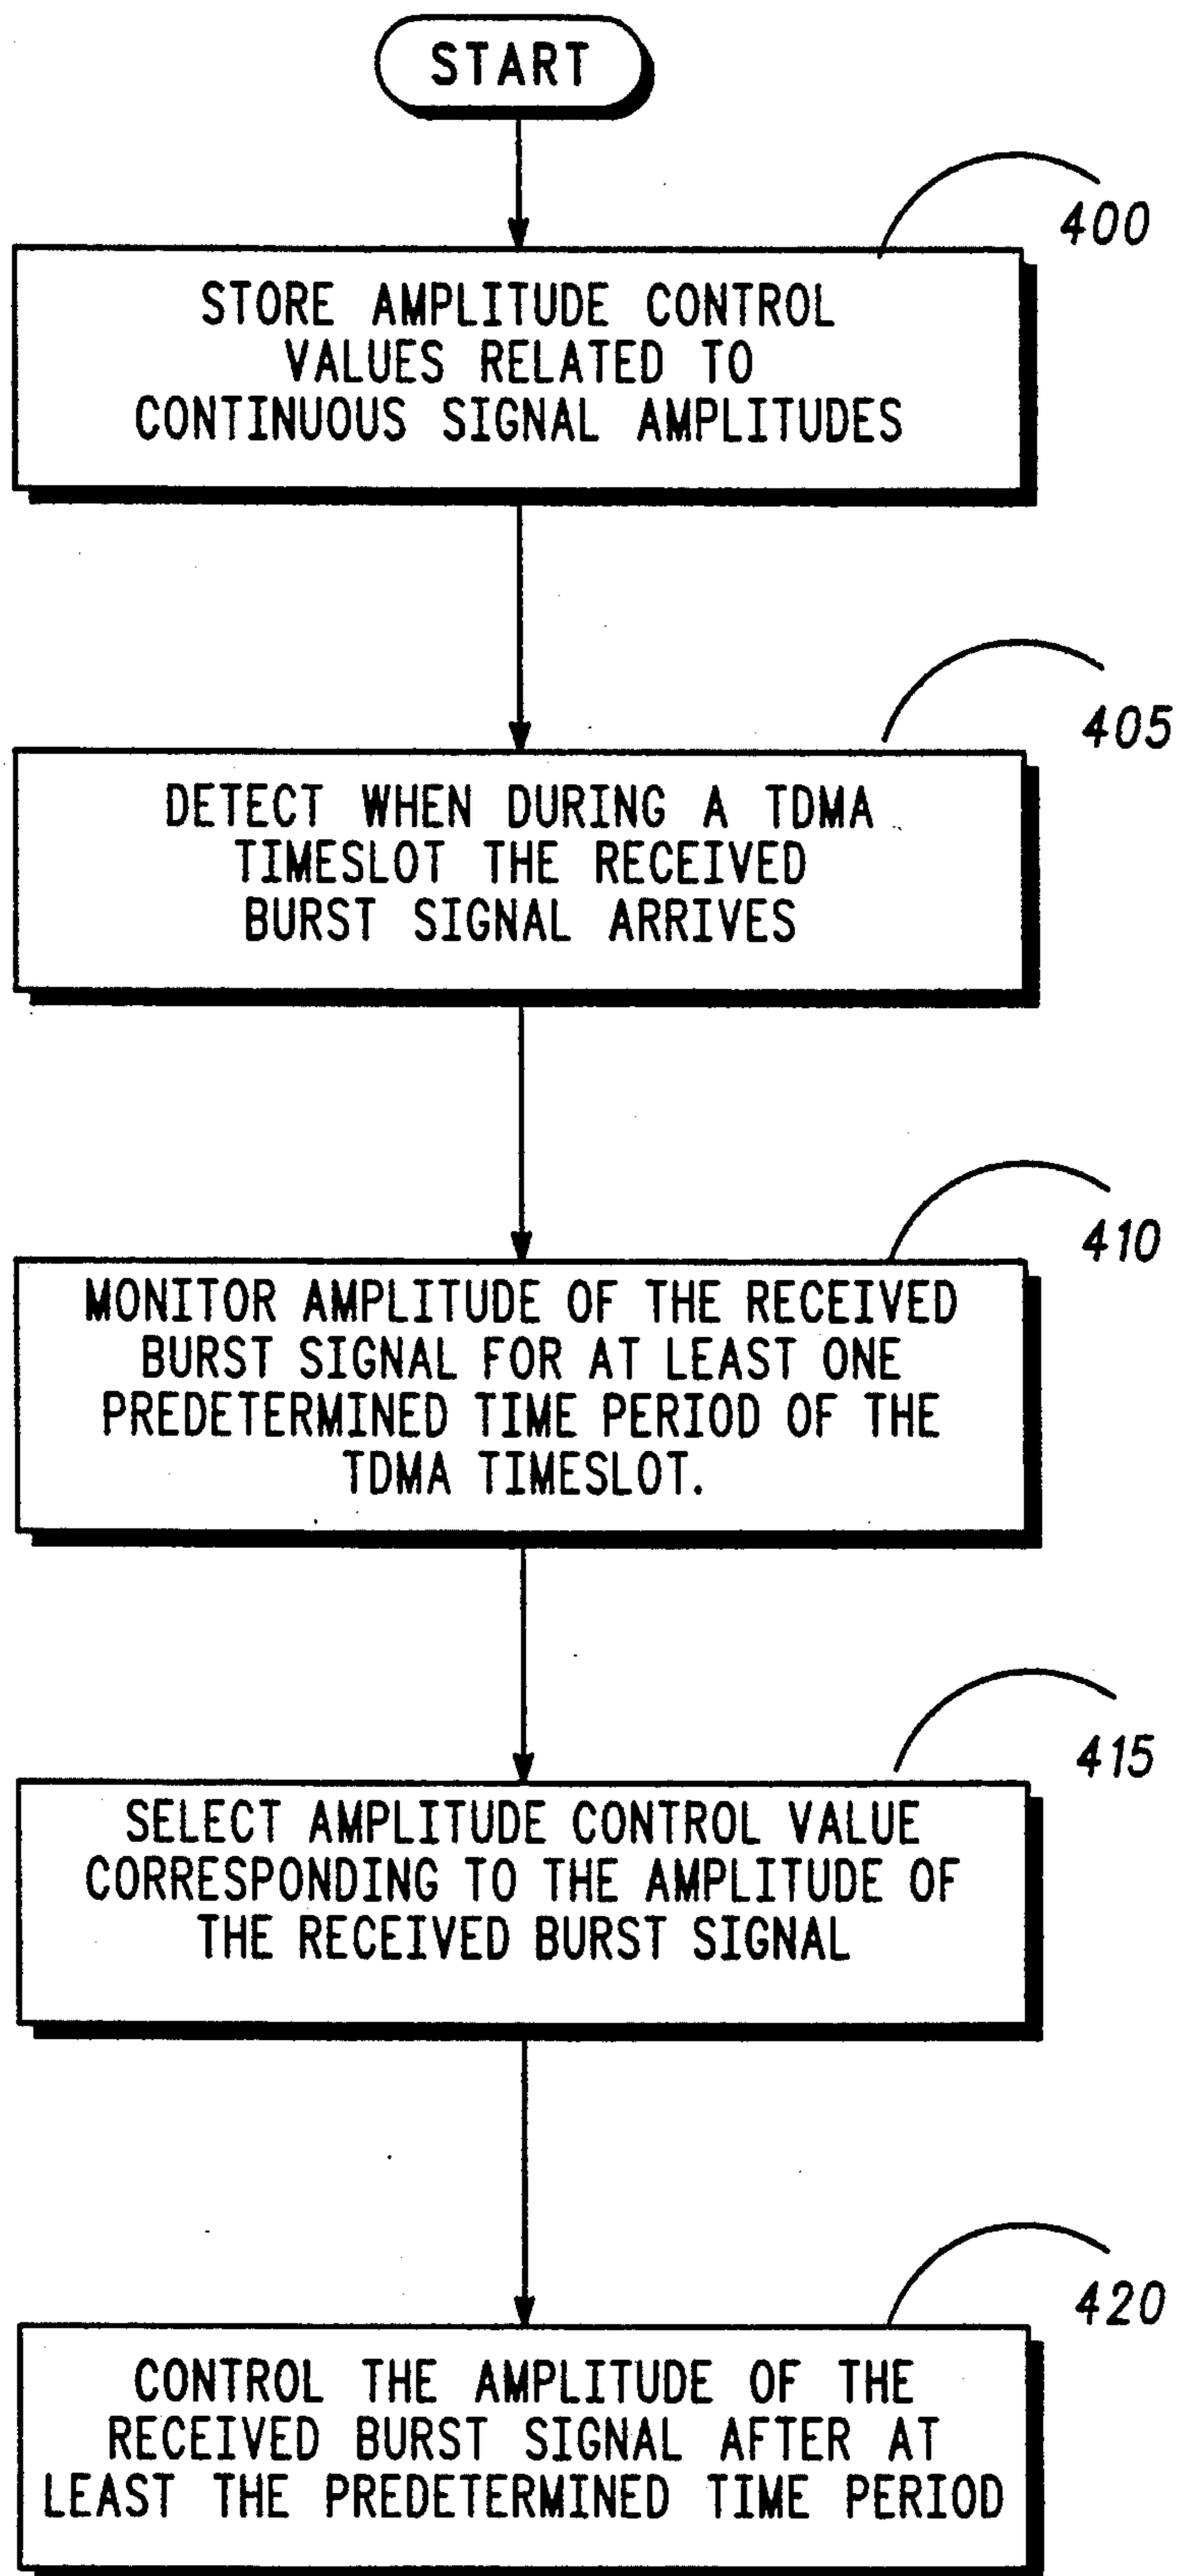 START
400
STORE AMPLITUDE CONTROL
VALUES RELATED TO
CONTINUOUS SIGNAL AMPLITUDES
405
DETECT WHEN DURING A TDMA
TIMESLOT THE RECEIVED
BURST SIGNAL ARRIVES
410
MONITOR AMPLITUDE OF THE RECEIVED
BURST SIGNAL FOR AT LEAST ONE
PREDETERMINED TIME PERIOD OF THE
TDMA TIMESLOT.
415
SELECT AMPLITUDE CONTROL VALUE
CORRESPONDING TO THE AMPLITUDE OF
THE RECEIVED BURST SIGNAL
420
CONTROL THE AMPLITUDE OF THE
RECEIVED BURST SIGNAL AFTER AT
LEAST THE PREDETERMINED TIME PERIOD